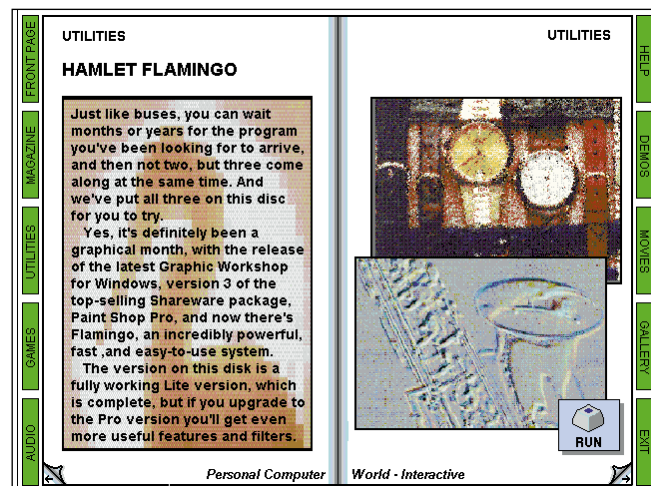 FRONT PAGE
MAGAZINE
UTILITIES
GAMES
AUDIO
UTILITIES
HAMLET FLAMINGO
Just like buses, you can wait
months or years for the program
you've been looking for to arrive,
and then not two, but three come
along at the same time. And
we've put all three on this disc
for you to try.
Yes, it's definitely been a
graphical month, with the release
of the latest Graphic Workshop
for Windows, version 3 of the
top-selling Shareware package,
Paint Shop Pro, and now there's
Flamingo, an incredibly powerful,
fast ,and easy-to-use system.
The version on this disk is a
fully working Lite version, which
is complete, but if you upgrade to
the Pro version you'll get even
more useful features and filters.
Personal Computer
UTILITIES
RUN
World - Interactive
HELP
DEMOS
MOVIES
GALLERY
EXIT